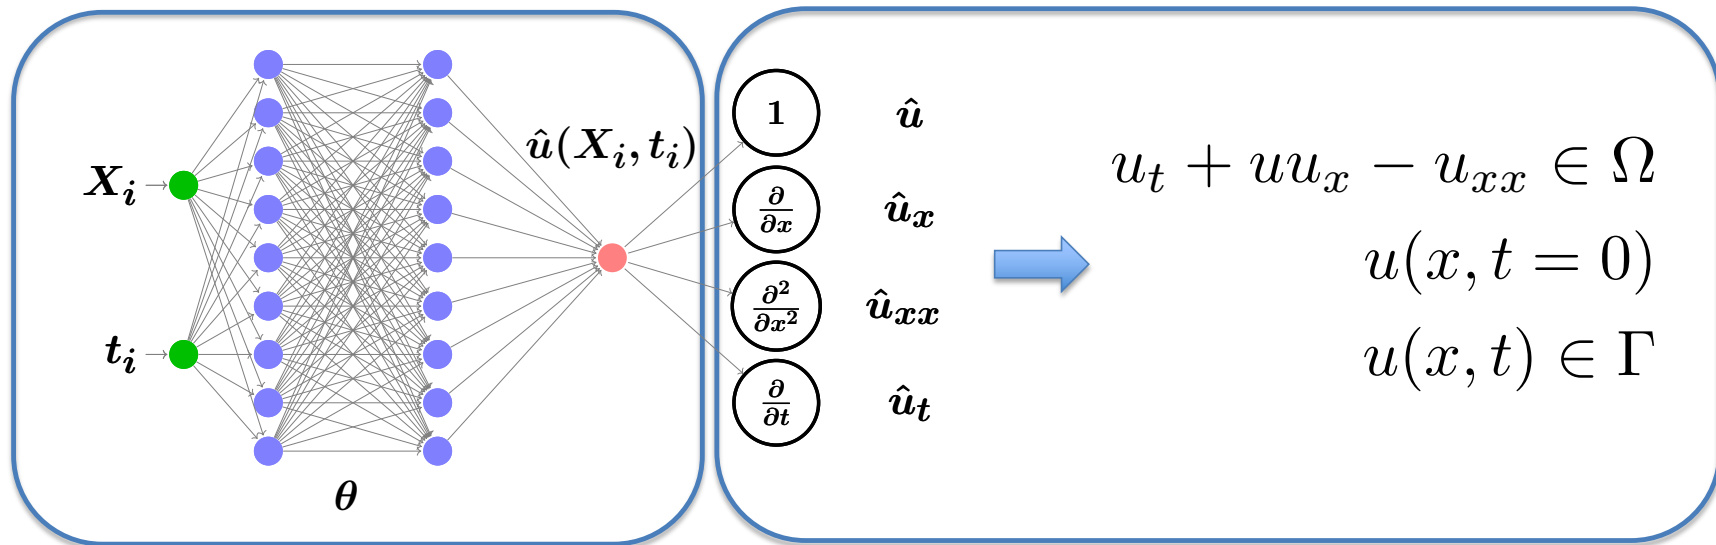 X_i
t_i
θ
û(X_i, t_i)
1 û
∂/∂x û_x
∂²/∂x² û_xx
∂/∂t û_t
u_t + uu_x − u_xx ∈ Ω
u(x, t = 0)
u(x, t) ∈ Γ